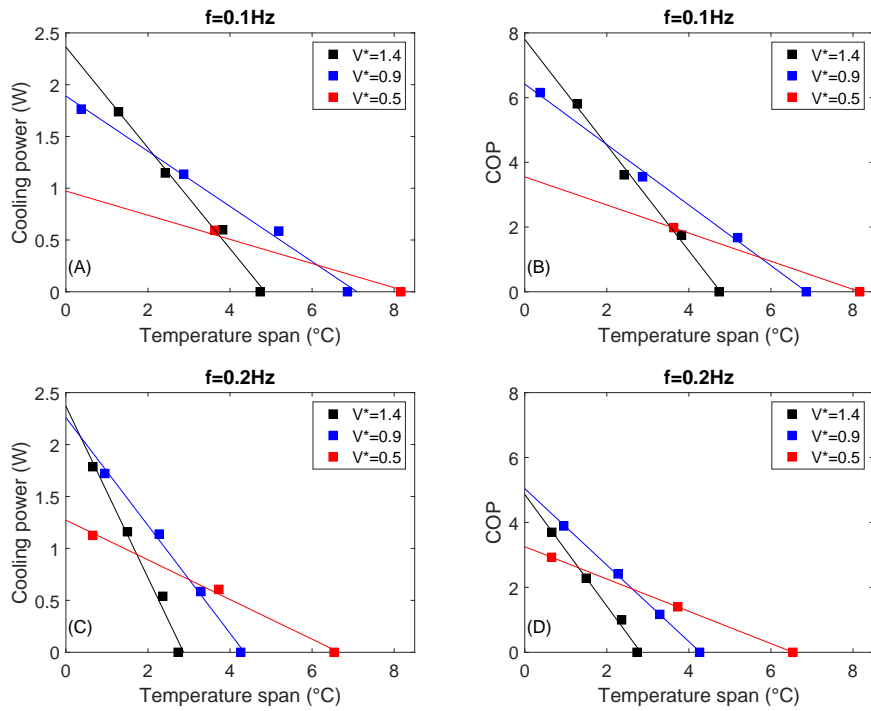 f=0.1Hz
2.5
2
1.5
1
0.5
0
Cooling power (W)
V*=1.4
V*=0.9
V*=0.5
(A)
0 2 4 6 8
Temperature span (°C)
f=0.1Hz
8
6
4
2
0
COP
V*=1.4
V*=0.9
V*=0.5
(B)
0 2 4 6 8
Temperature span (°C)
f=0.2Hz
2.5
2
1.5
1
0.5
0
Cooling power (W)
V*=1.4
V*=0.9
V*=0.5
(C)
0 2 4 6 8
Temperature span (°C)
f=0.2Hz
8
6
4
2
0
COP
V*=1.4
V*=0.9
V*=0.5
(D)
0 2 4 6 8
Temperature span (°C)